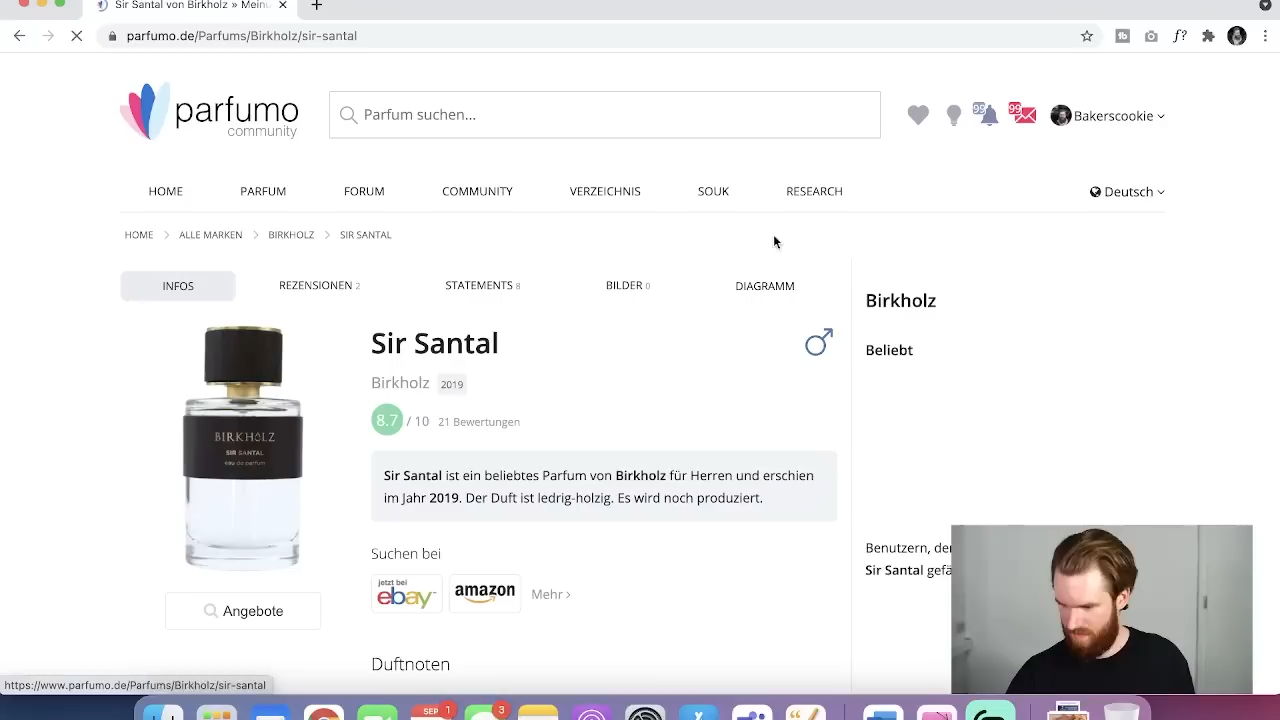 Sir Santal von Birkholz » Meinu
parfumo.de/Parfums/Birkholz/sir-santal
parfumo
community
Parfum suchen...
99
99
Bakerscookie
HOME
PARFUM
FORUM
COMMUNITY
VERZEICHNIS
SOUK
RESEARCH
Deutsch
HOME > ALLE MARKEN > BIRKHOLZ > SIR SANTAL
INFOS
REZENSIONEN 2
STATEMENTS 8
BILDER 0
DIAGRAMM
Sir Santal
Birkholz 2019
8.7 / 10 21 Bewertungen
Sir Santal ist ein beliebtes Parfum von Birkholz für Herren und erschien
im Jahr 2019. Der Duft ist ledrig-holzig. Es wird noch produziert.
Suchen bei
jetzt bei
ebay
amazon
Mehr >
Duftnoten
BIRKHOLZ
SIR SANTAL
eau de parfum
Angebote
Birkholz
Beliebt
Benutzern, der
Sir Santal gefä
https://www.parfumo.de/Parfums/Birkholz/sir-santal
SEP
1
3